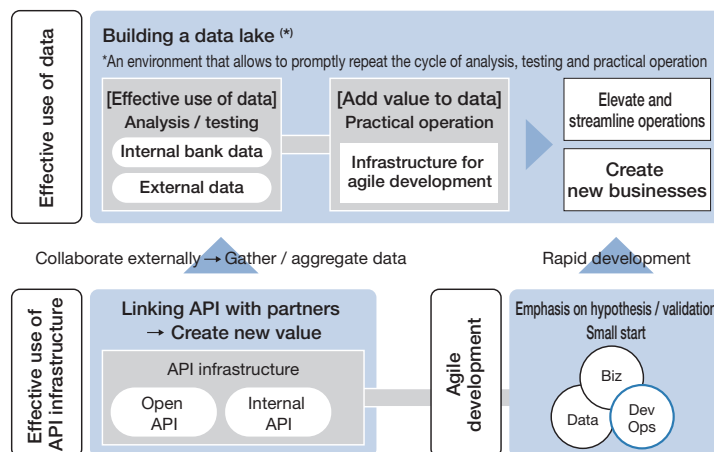 Effective use of data
Building a data lake (*)
*An environment that allows to promptly repeat the cycle of analysis, testing and practical operation
[Effective use of data]
Analysis / testing
Internal bank data
External data
[Add value to data]
Practical operation
Infrastructure for
agile development
Elevate and
streamline operations
Create
new businesses
Collaborate externally → Gather / aggregate data
Rapid development
Effective use of
API infrastructure
Linking API with partners
→ Create new value
API infrastructure
Open
API
Internal
API
Agile
development
Emphasis on hypothesis / validation
Small start
Biz
Data
Dev
Ops